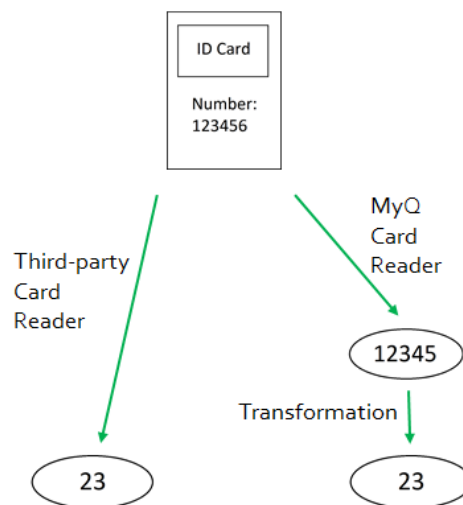 ID Card
Number:
123456
Third-party
Card
Reader
MyQ
Card
Reader
12345
Transformation
23
23